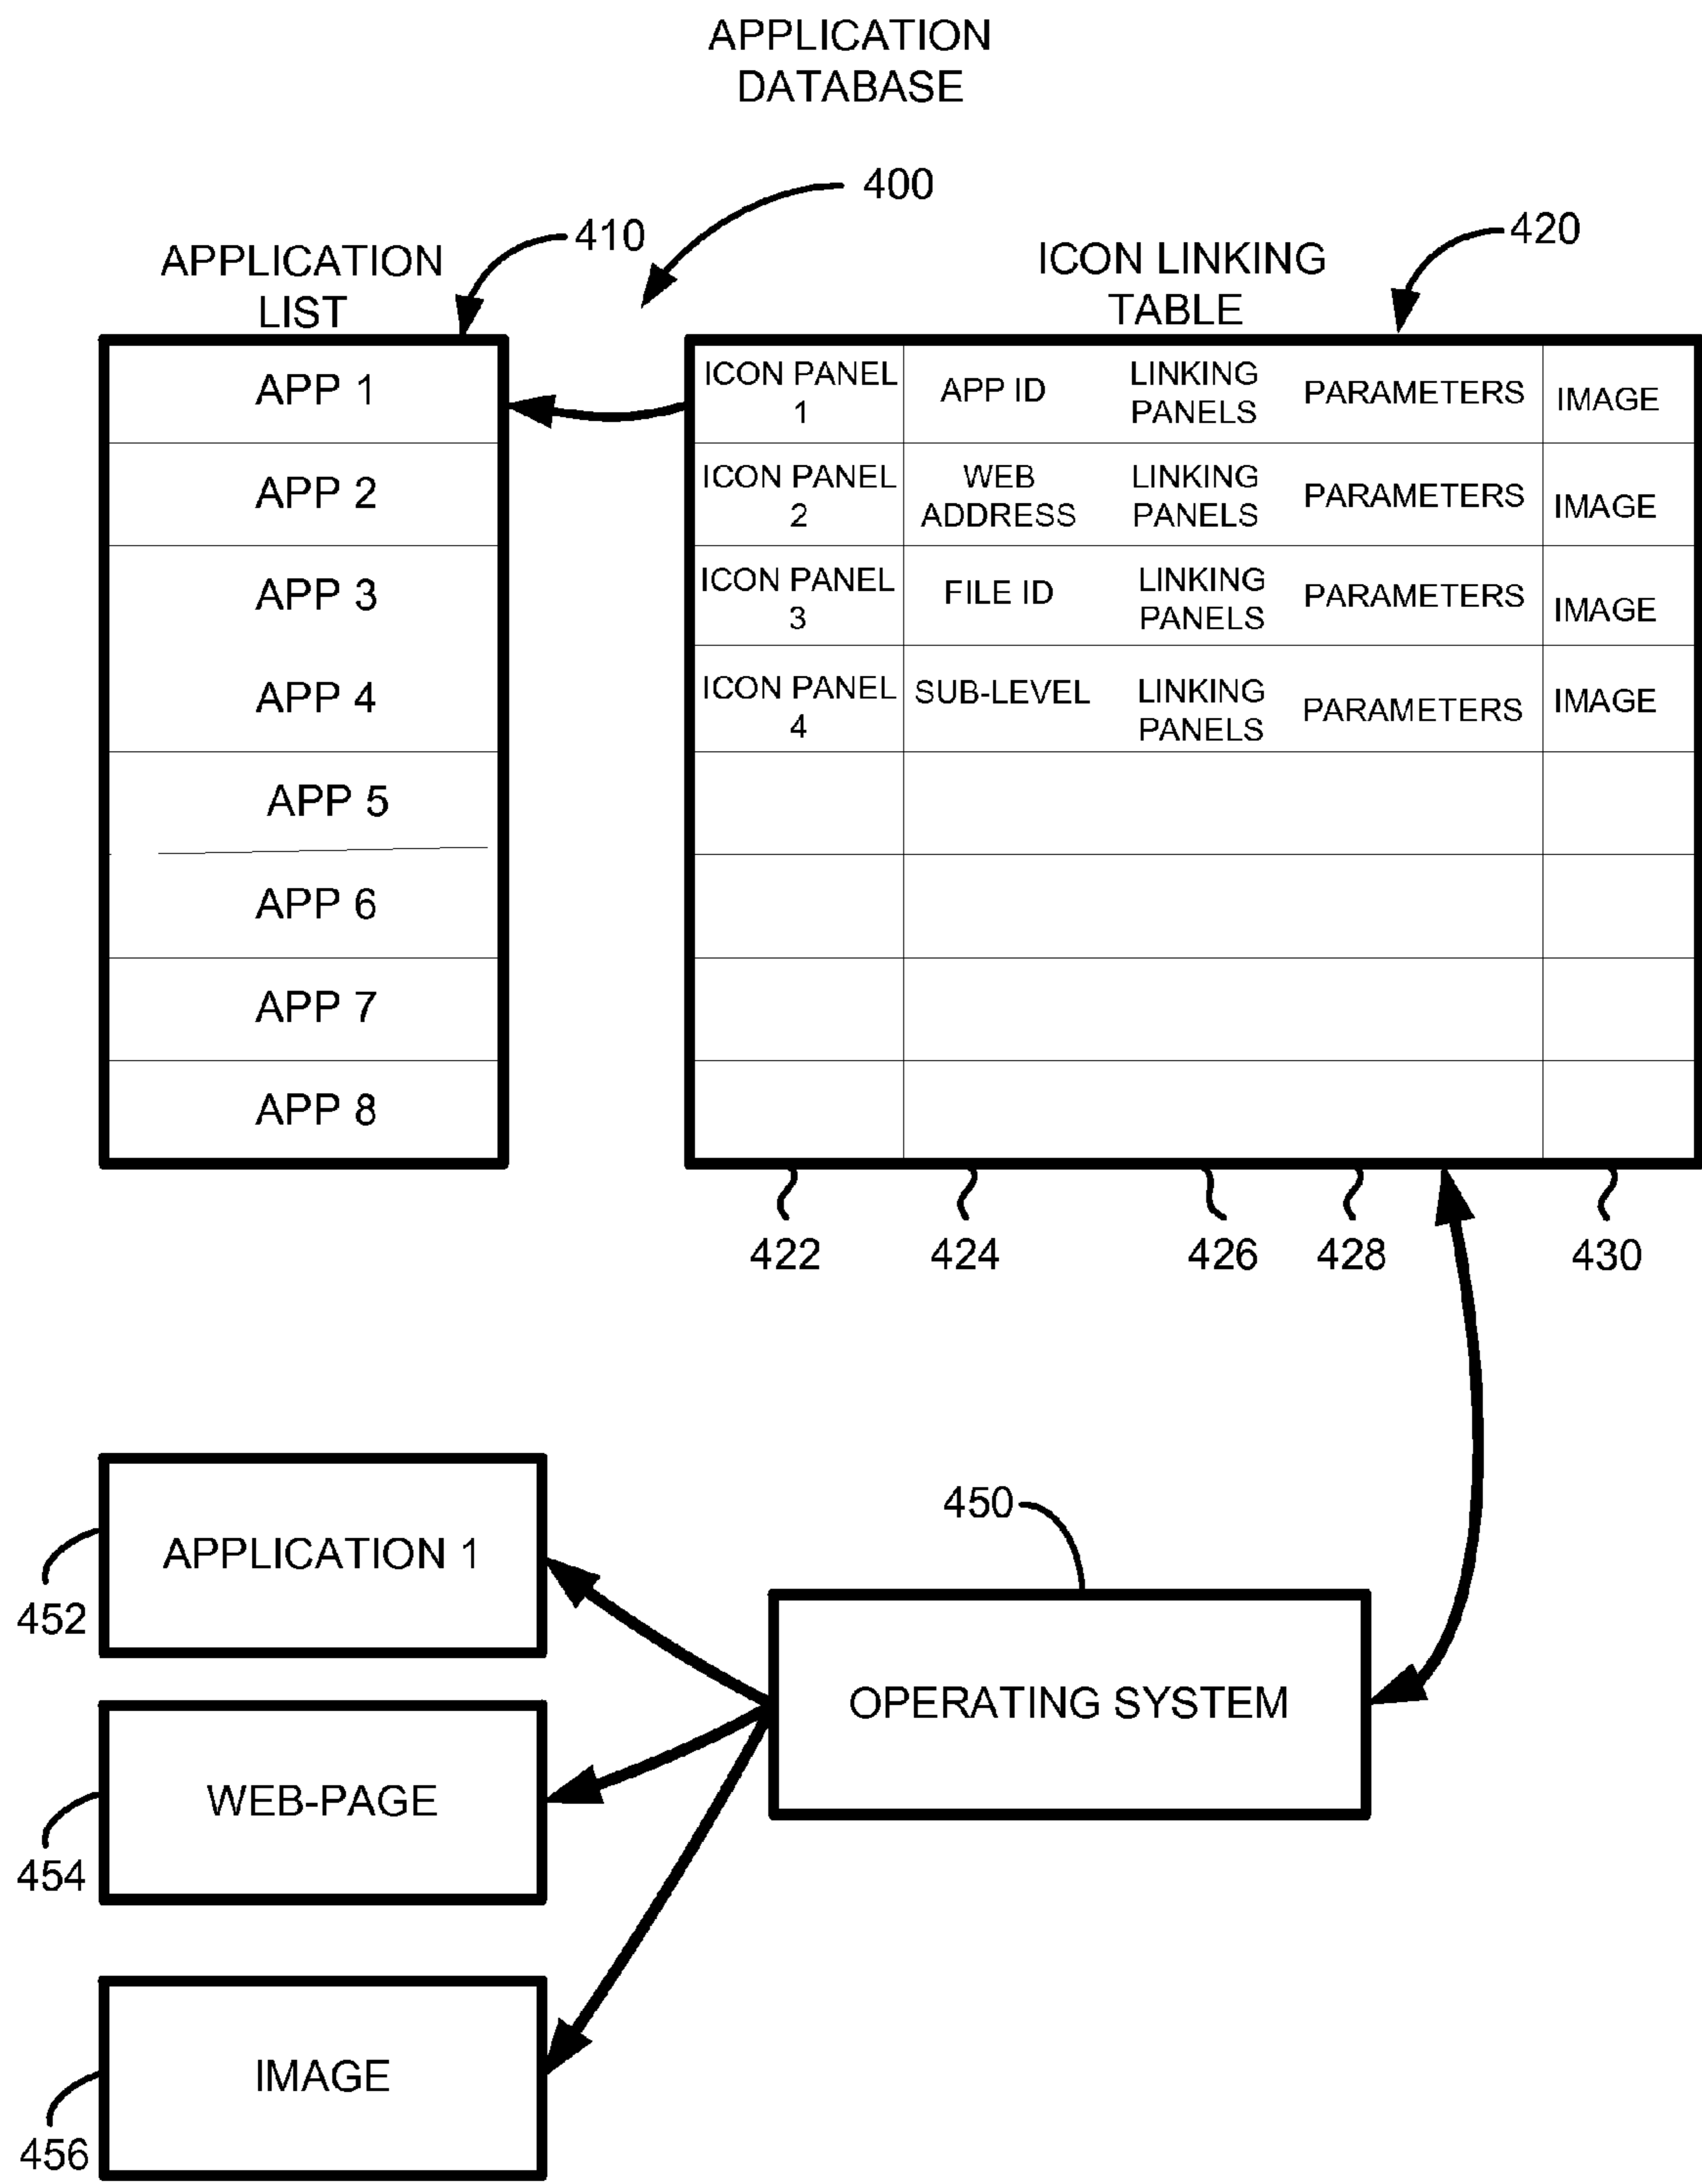 APPLICATION
DATABASE
400
410
420
APPLICATION
LIST
ICON LINKING
TABLE
APP 1
APP 2
APP 3
APP 4
APP 5
APP 6
APP 7
APP 8
ICON PANEL
1
APP ID
LINKING
PANELS
PARAMETERS
IMAGE
ICON PANEL
2
WEB
ADDRESS
LINKING
PANELS
PARAMETERS
IMAGE
ICON PANEL
3
FILE ID
LINKING
PANELS
PARAMETERS
IMAGE
ICON PANEL
4
SUB-LEVEL
LINKING
PANELS
PARAMETERS
IMAGE
422
424
426
428
430
APPLICATION 1
452
450
OPERATING SYSTEM
WEB-PAGE
454
IMAGE
456